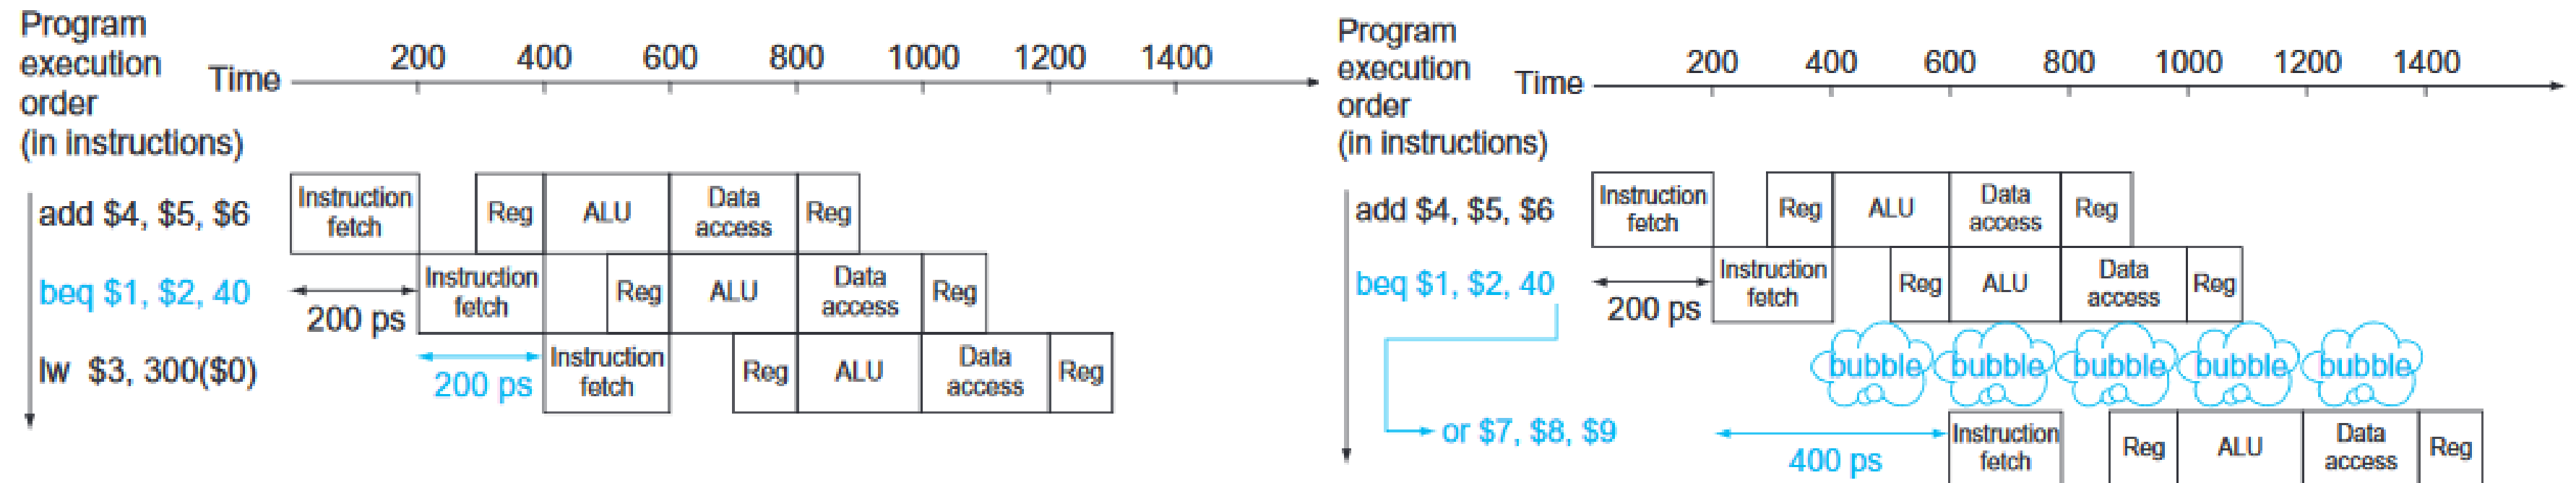 Program
execution
order
(in instructions)
Time
200 400 600 800 1000 1200 1400
add $4, $5, $6
Instruction
fetch
Reg
ALU
Data
access
Reg
beq $1, $2, 40
200 ps
Instruction
fetch
Reg
ALU
Data
access
Reg
lw $3, 300($0)
200 ps
Instruction
fetch
Reg
ALU
Data
access
Reg
Program
execution
order
(in instructions)
Time
200 400 600 800 1000 1200 1400
add $4, $5, $6
Instruction
fetch
Reg
ALU
Data
access
Reg
beq $1, $2, 40
200 ps
Instruction
fetch
Reg
ALU
Data
access
Reg
bubble bubble bubble bubble bubble
or $7, $8, $9
400 ps
Instruction
fetch
Reg
ALU
Data
access
Reg